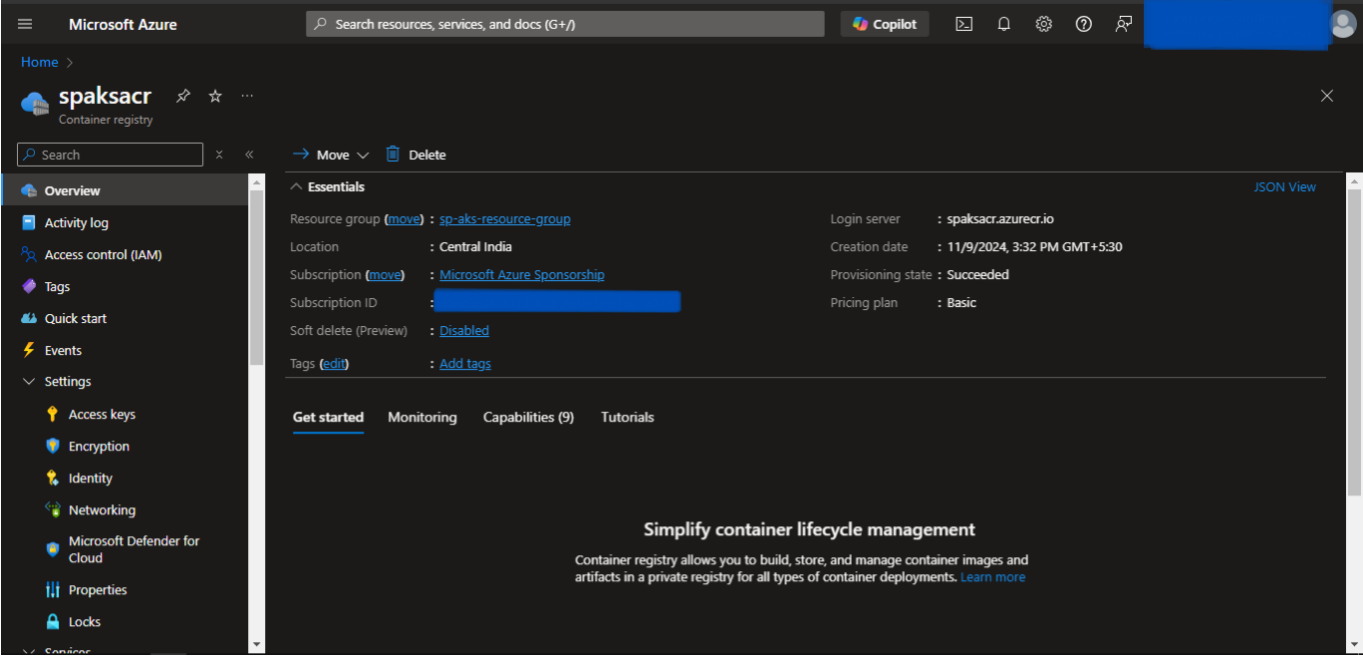 Microsoft Azure
Search resources, services, and docs (G+/)
Copilot
Home >
spaksacr
Container registry
Search
Move
Delete
Overview
Activity log
Access control (IAM)
Tags
Quick start
Events
Settings
Access keys
Encryption
Identity
Networking
Microsoft Defender for
Cloud
Properties
Locks
Services
Essentials
JSON View
Resource group (move) : sp-aks-resource-group
Location : Central India
Subscription (move) : Microsoft Azure Sponsorship
Subscription ID :
Soft delete (Preview) : Disabled
Tags (edit) : Add tags
Login server : spaksacr.azurecr.io
Creation date : 11/9/2024, 3:32 PM GMT+5:30
Provisioning state : Succeeded
Pricing plan : Basic
Get started
Monitoring
Capabilities (9)
Tutorials
Simplify container lifecycle management
Container registry allows you to build, store, and manage container images and
artifacts in a private registry for all types of container deployments. Learn more